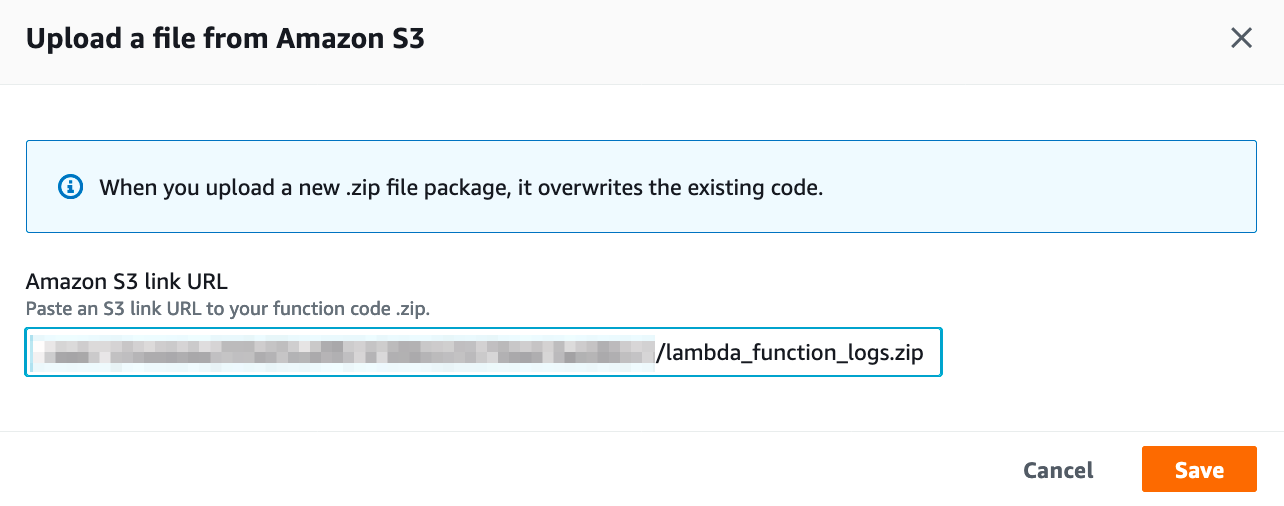 Upload a file from Amazon S3
When you upload a new .zip file package, it overwrites the existing code.
Amazon S3 link URL
Paste an S3 link URL to your function code .zip.
/lambda_function_logs.zip
Cancel
Save